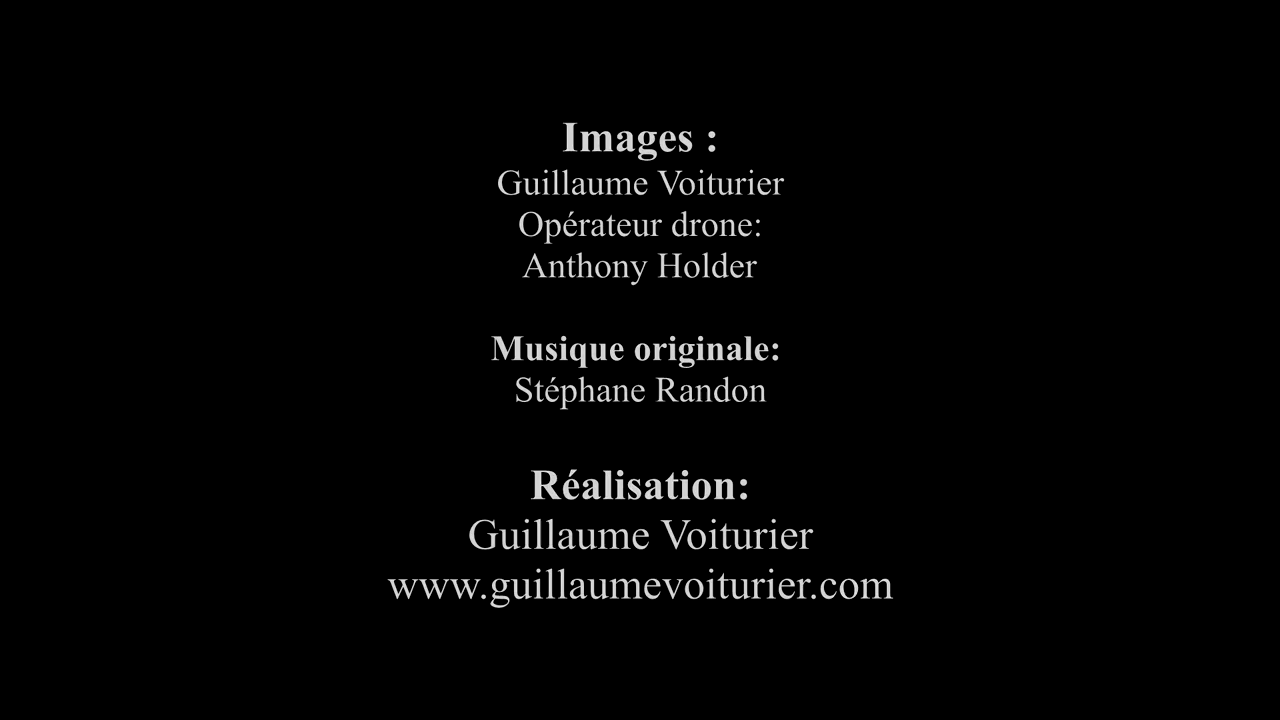 Images :
Guillaume Voiturier
Opérateur drone:
Anthony Holder
Musique originale:
Stéphane Randon
Réalisation:
Guillaume Voiturier
www.guillaumevoiturier.com